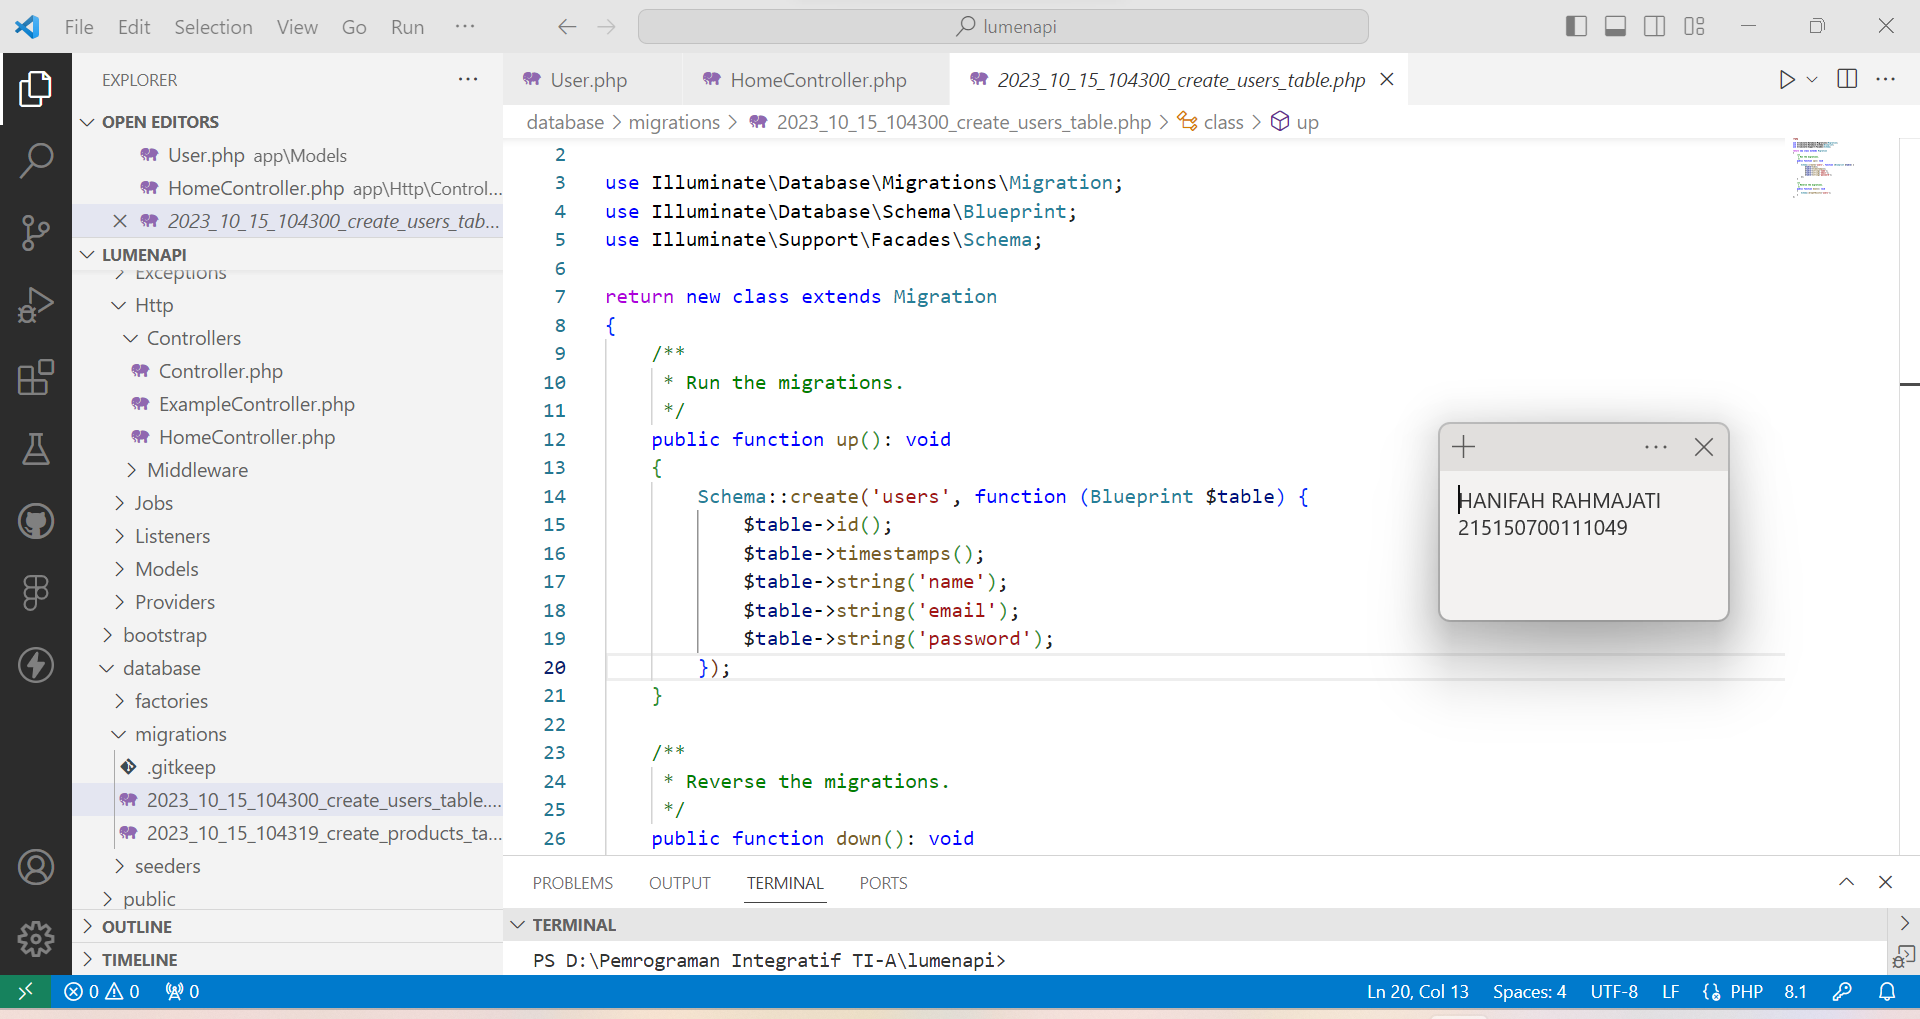 File Edit Selection View Go Run ···
lumenapi
EXPLORER ···
User.php HomeController.php 2023_10_15_104300_create_users_table.php
OPEN EDITORS
User.php app\Models
HomeController.php app\Http\Control...
2023_10_15_104300_create_users_tab...
LUMENAPI
Exceptions
Http
Controllers
Controller.php
ExampleController.php
HomeController.php
Middleware
Jobs
Listeners
Models
Providers
bootstrap
database
factories
migrations
.gitkeep
2023_10_15_104300_create_users_table....
2023_10_15_104319_create_products_ta...
seeders
public
OUTLINE
TIMELINE
database > migrations > 2023_10_15_104300_create_users_table.php > class > up
2
3 use Illuminate\Database\Migrations\Migration;
4 use Illuminate\Database\Schema\Blueprint;
5 use Illuminate\Support\Facades\Schema;
6
7 return new class extends Migration
8 {
9     /**
10      * Run the migrations.
11      */
12     public function up(): void
13     {
14         Schema::create('users', function (Blueprint $table) {
15             $table->id();
16             $table->timestamps();
17             $table->string('name');
18             $table->string('email');
19             $table->string('password');
20         });
21     }
22
23     /**
24      * Reverse the migrations.
25      */
26     public function down(): void
HANIFAH RAHMAJATI
215150700111049
PROBLEMS OUTPUT TERMINAL PORTS
TERMINAL
PS D:\Pemrograman Integratif TI-A\lumenapi>
0 0 0 Ln 20, Col 13 Spaces: 4 UTF-8 LF PHP 8.1